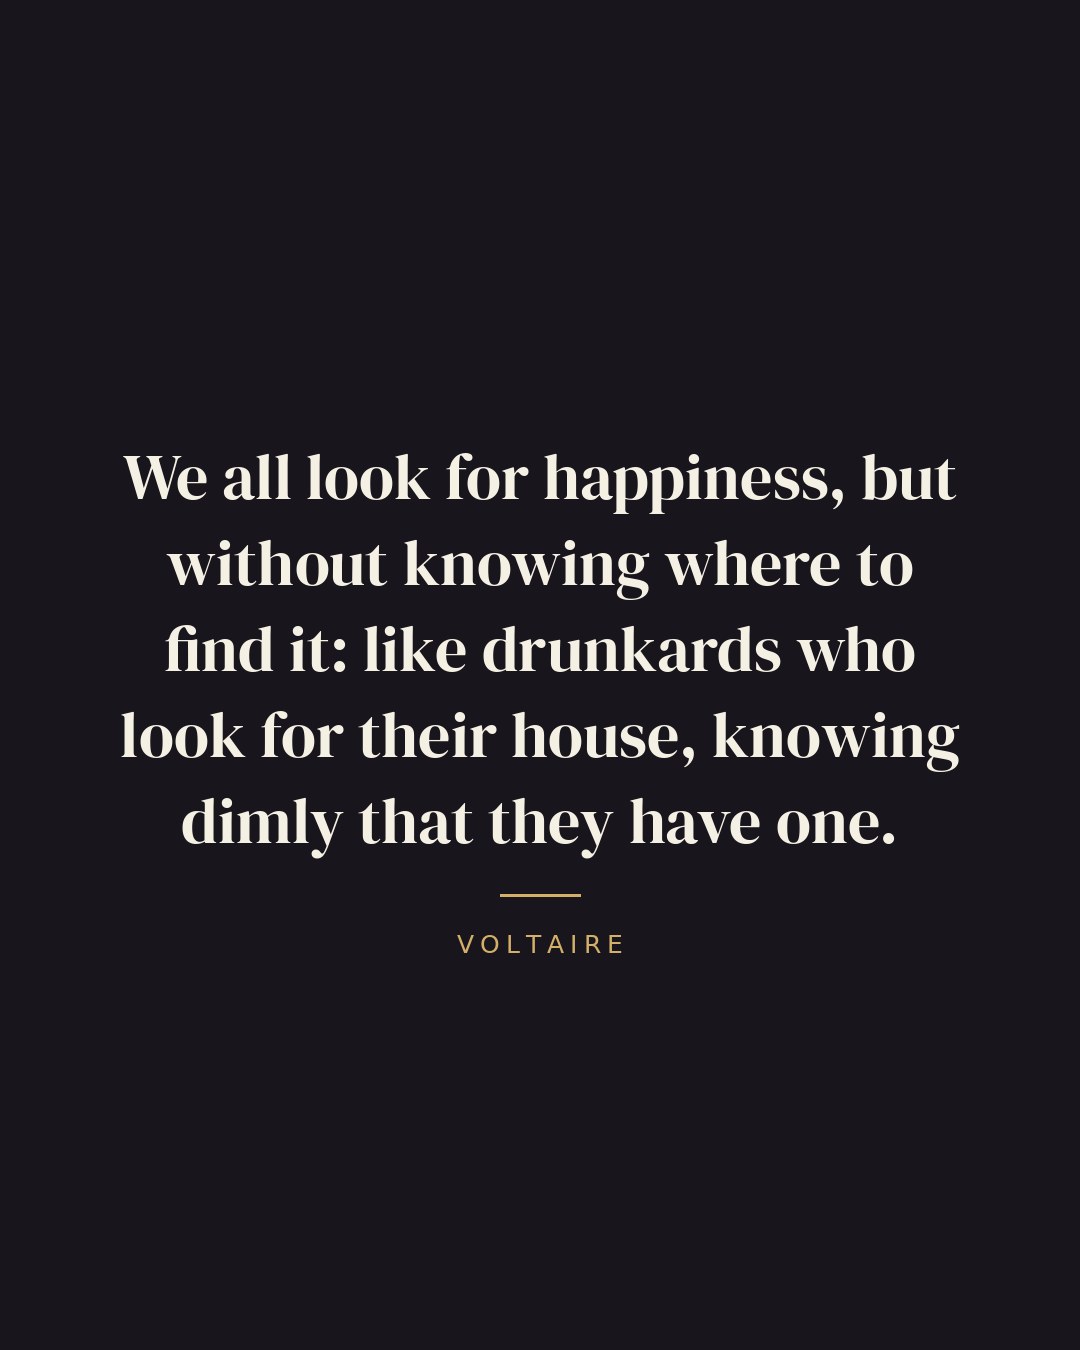 We all look for happiness, but
without knowing where to
find it: like drunkards who
look for their house, knowing
dimly that they have one.
VOLTAIRE